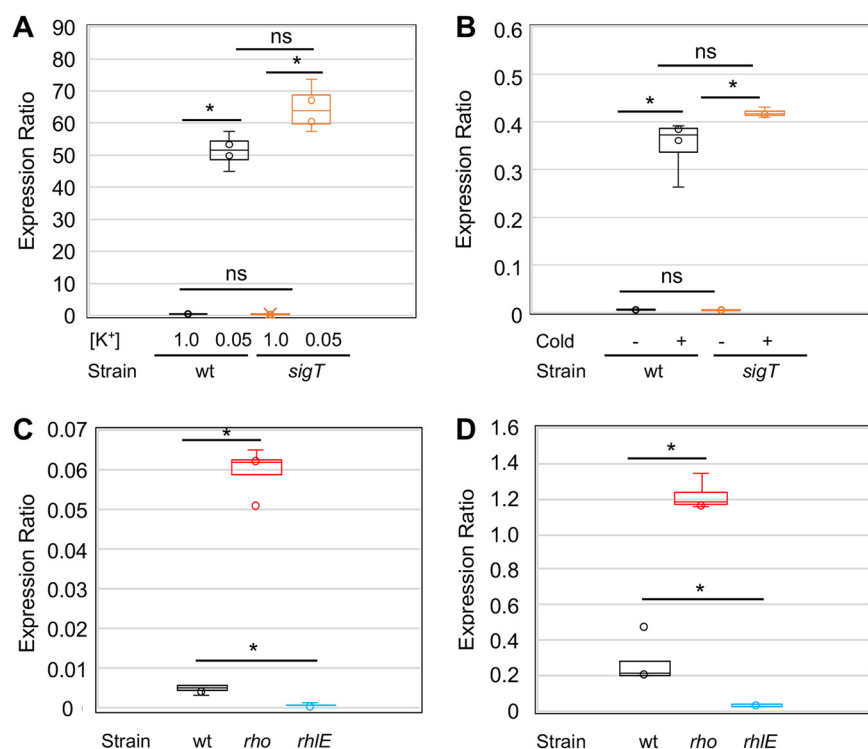 A
90
80
70
60
50
40
30
20
10
0
Expression Ratio
ns
*
*
ns
[K⁺] 1.0 0.05 1.0 0.05
Strain wt sigT
B
0.6
0.5
0.4
0.3
0.2
0.1
0
Expression Ratio
ns
*
*
ns
Cold - + - +
Strain wt sigT
C
0.07
0.06
0.05
0.04
0.03
0.02
0.01
0
Expression Ratio
*
*
Strain wt rho rhlE
D
1.6
1.4
1.2
1.0
0.8
0.6
0.4
0.2
0
Expression Ratio
*
*
Strain wt rho rhlE